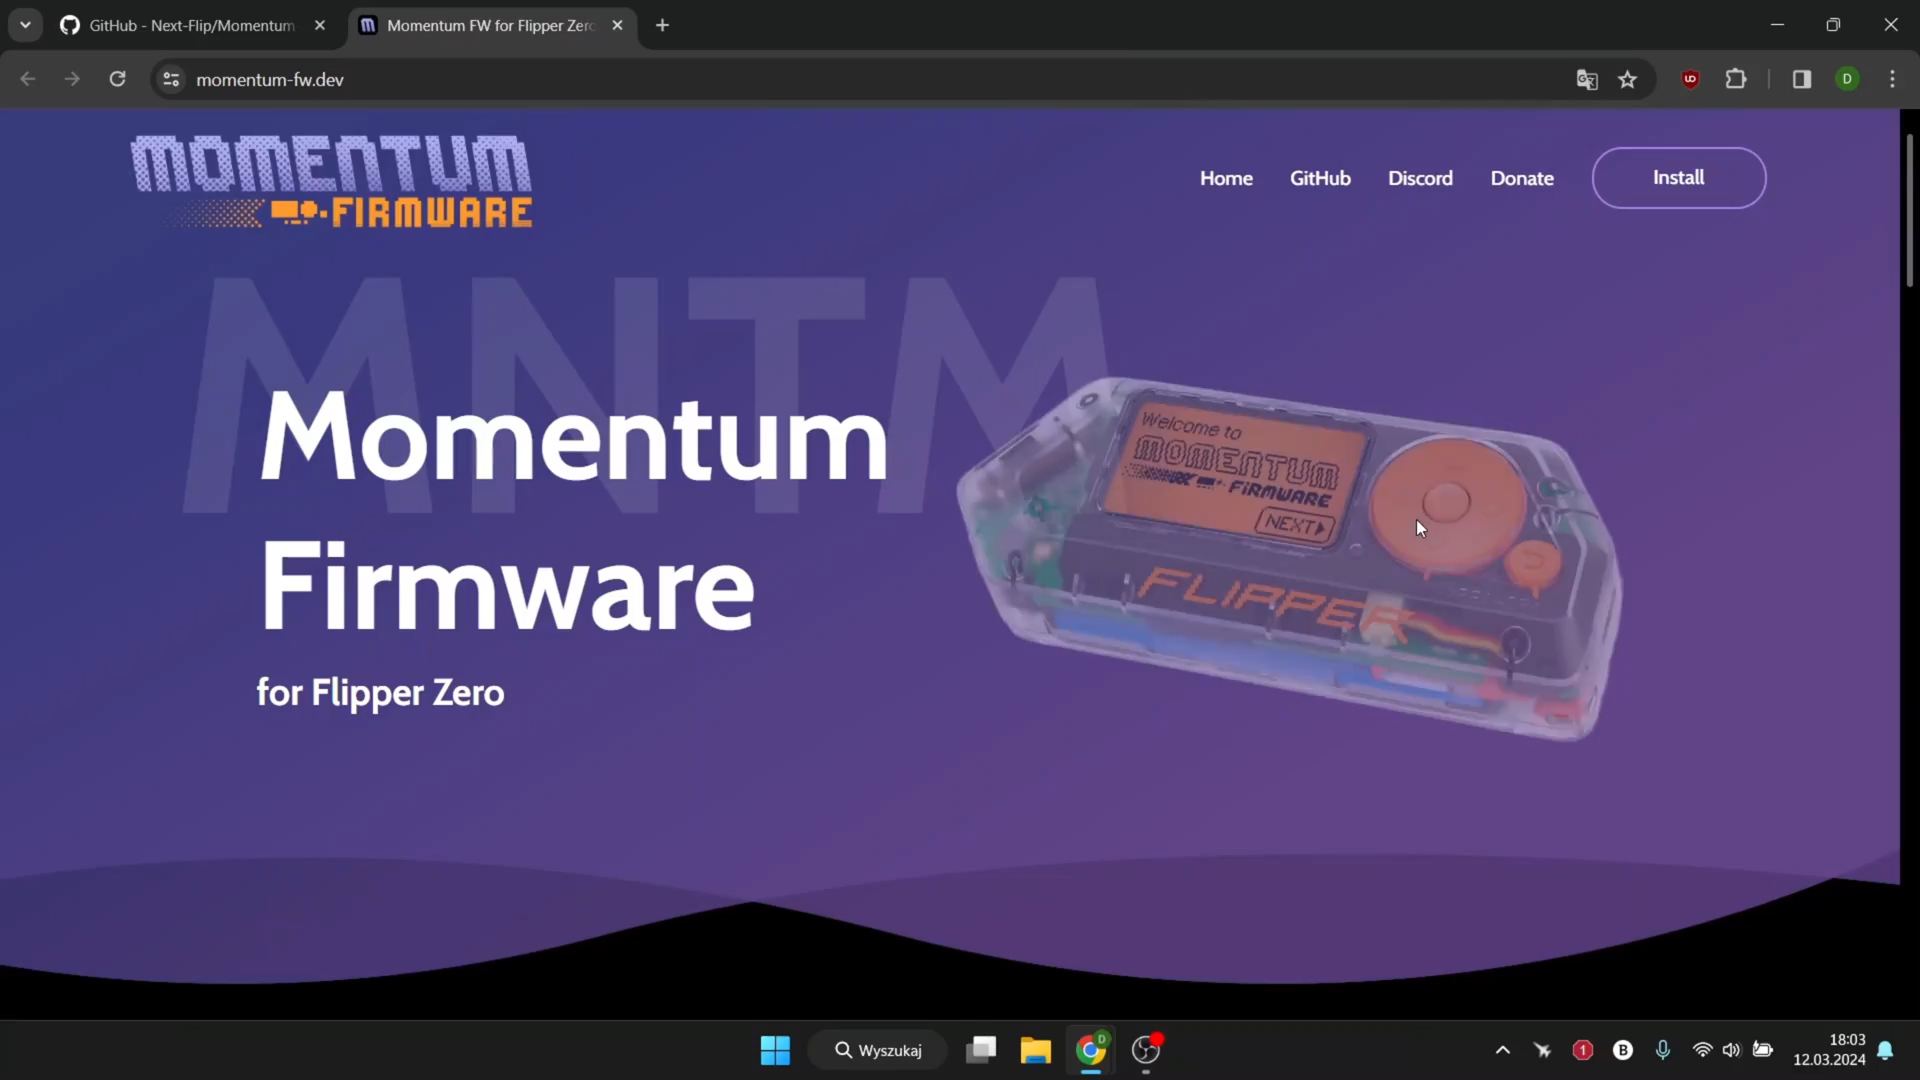 GitHub - Next-Flip/Momentum
Momentum FW for Flipper Zero
momentum-fw.dev
D
MOMENTUM
FIRMWARE
Home
GitHub
Discord
Donate
Install
MNTM
Momentum
Firmware
for Flipper Zero
Welcome to
MOMENTUM
FIRMWARE
NEXT
FLIPPER
Wyszukaj
D
1
B
18:03
12.03.2024